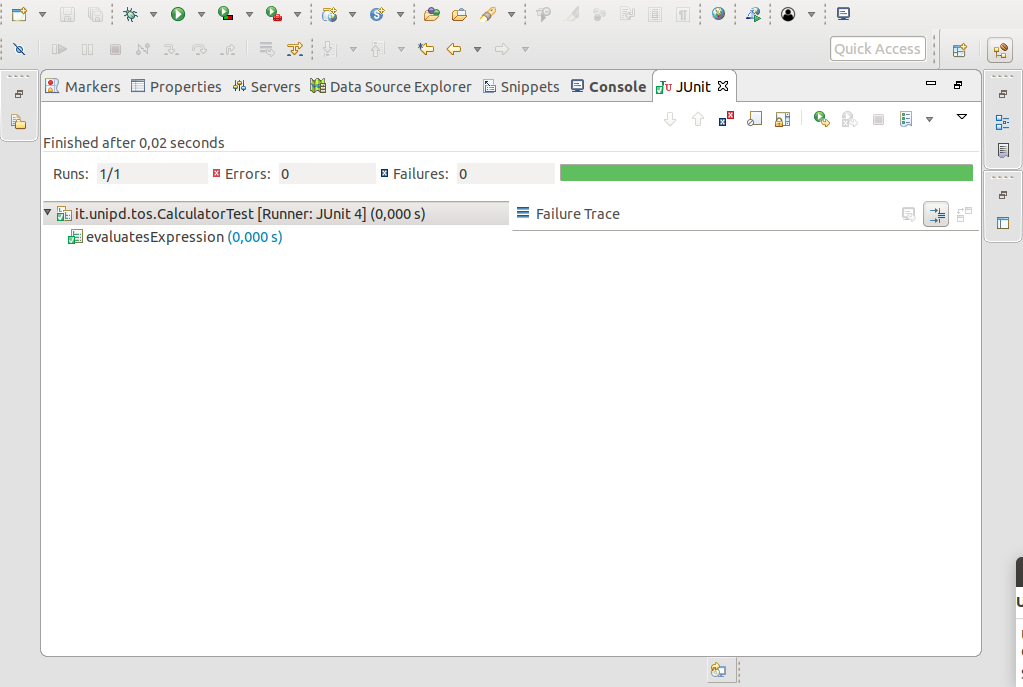 Quick Access
Markers Properties Servers Data Source Explorer Snippets Console JUnit
Finished after 0,02 seconds
Runs: 1/1 Errors: 0 Failures: 0
it.unipd.tos.CalculatorTest [Runner: JUnit 4] (0,000 s) Failure Trace
evaluatesExpression (0,000 s)